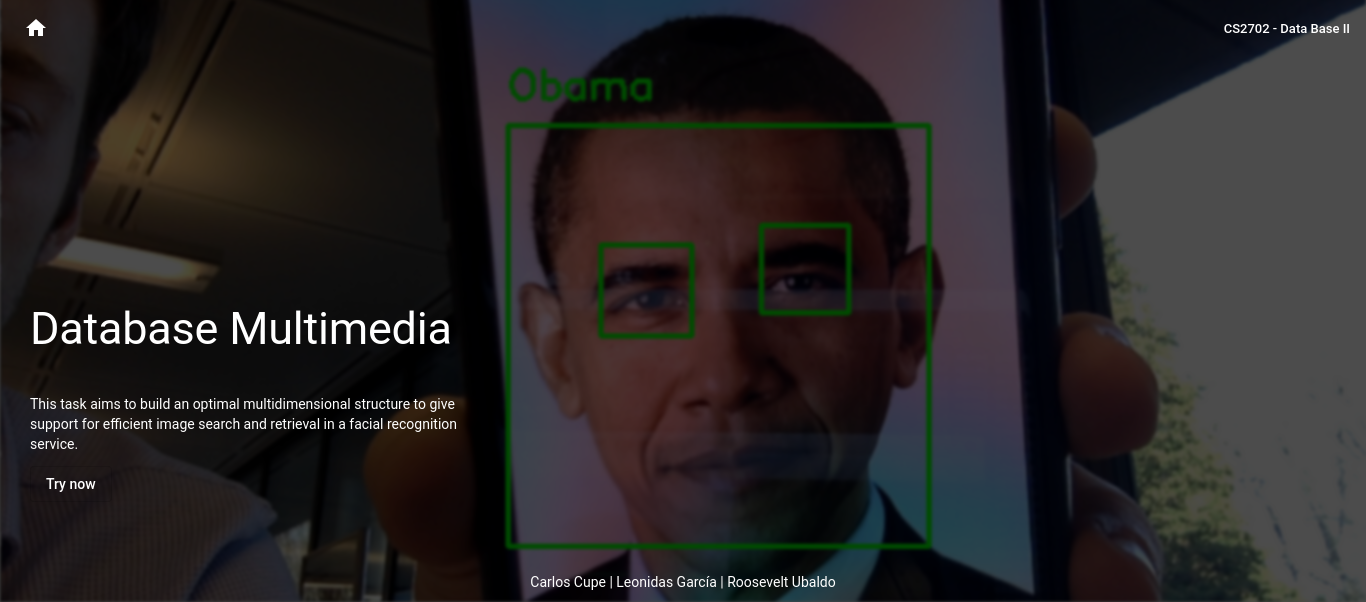 CS2702 - Data Base II
Obama
Database Multimedia
This task aims to build an optimal multidimensional structure to give
support for efficient image search and retrieval in a facial recognition
service.
Try now
Carlos Cupe | Leonidas García | Roosevelt Ubaldo